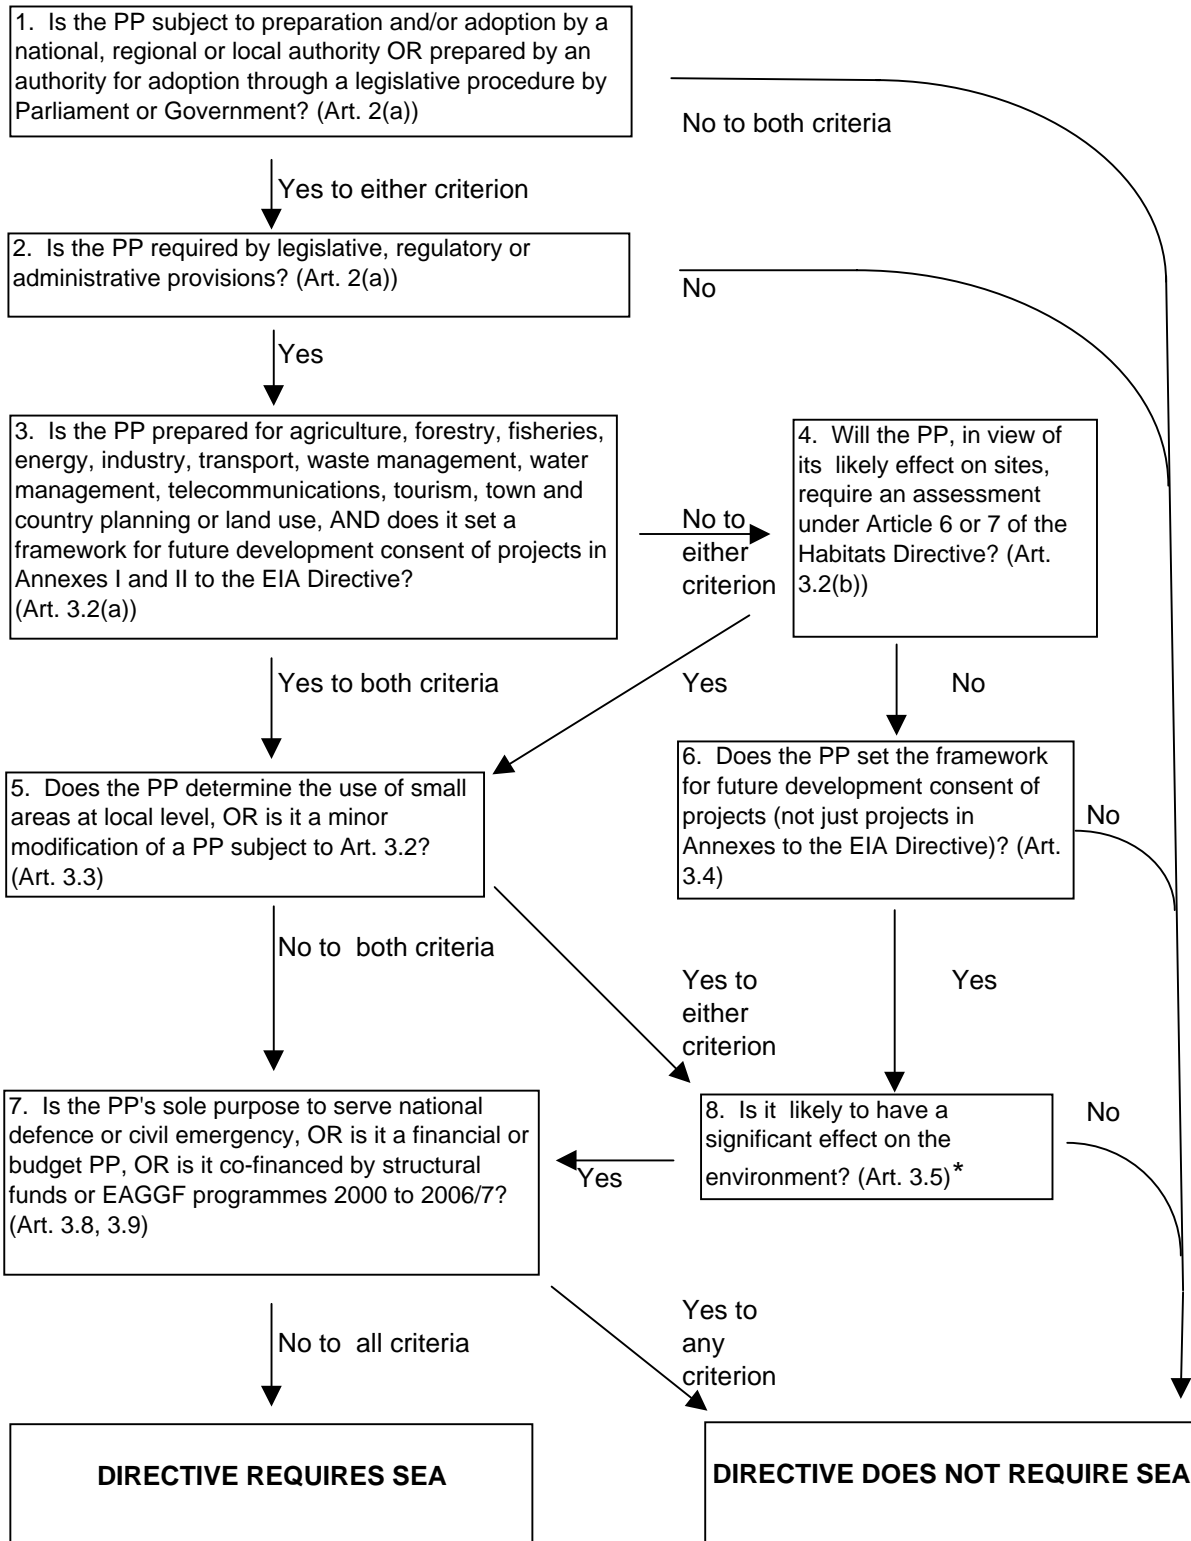 1. Is the PP subject to preparation and/or adoption by a
national, regional or local authority OR prepared by an
authority for adoption through a legislative procedure by
Parliament or Government? (Art. 2(a))
No to both criteria
Yes to either criterion
2. Is the PP required by legislative, regulatory or
administrative provisions? (Art. 2(a))
No
Yes
3. Is the PP prepared for agriculture, forestry, fisheries,
energy, industry, transport, waste management, water
management, telecommunications, tourism, town and
country planning or land use, AND does it set a
framework for future development consent of projects in
Annexes I and II to the EIA Directive?
(Art. 3.2(a))
No to
either
criterion
4. Will the PP, in view of
its likely effect on sites,
require an assessment
under Article 6 or 7 of the
Habitats Directive? (Art.
3.2(b))
Yes to both criteria
Yes
No
5. Does the PP determine the use of small
areas at local level, OR is it a minor
modification of a PP subject to Art. 3.2?
(Art. 3.3)
6. Does the PP set the framework
for future development consent of
projects (not just projects in
Annexes to the EIA Directive)? (Art.
3.4)
No
No to both criteria
Yes to
either
criterion
Yes
7. Is the PP's sole purpose to serve national
defence or civil emergency, OR is it a financial or
budget PP, OR is it co-financed by structural
funds or EAGGF programmes 2000 to 2006/7?
(Art. 3.8, 3.9)
Yes
8. Is it likely to have a
significant effect on the
environment? (Art. 3.5)*
No
No to all criteria
Yes to
any
criterion
DIRECTIVE REQUIRES SEA
DIRECTIVE DOES NOT REQUIRE SEA